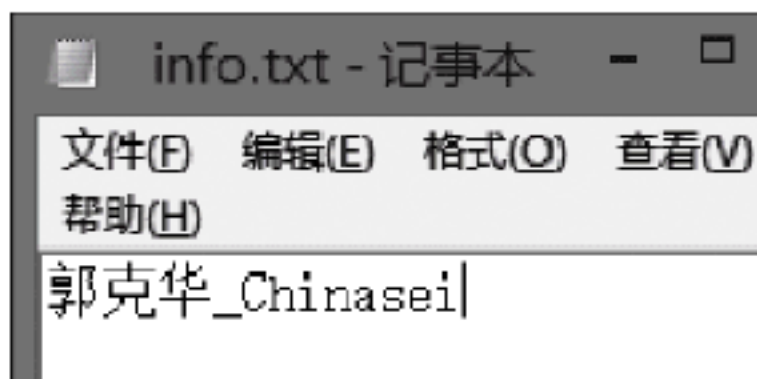 info.txt - 记事本
文件(F) 编辑(E) 格式(O) 查看(V)
帮助(H)
郭克华_Chinasei